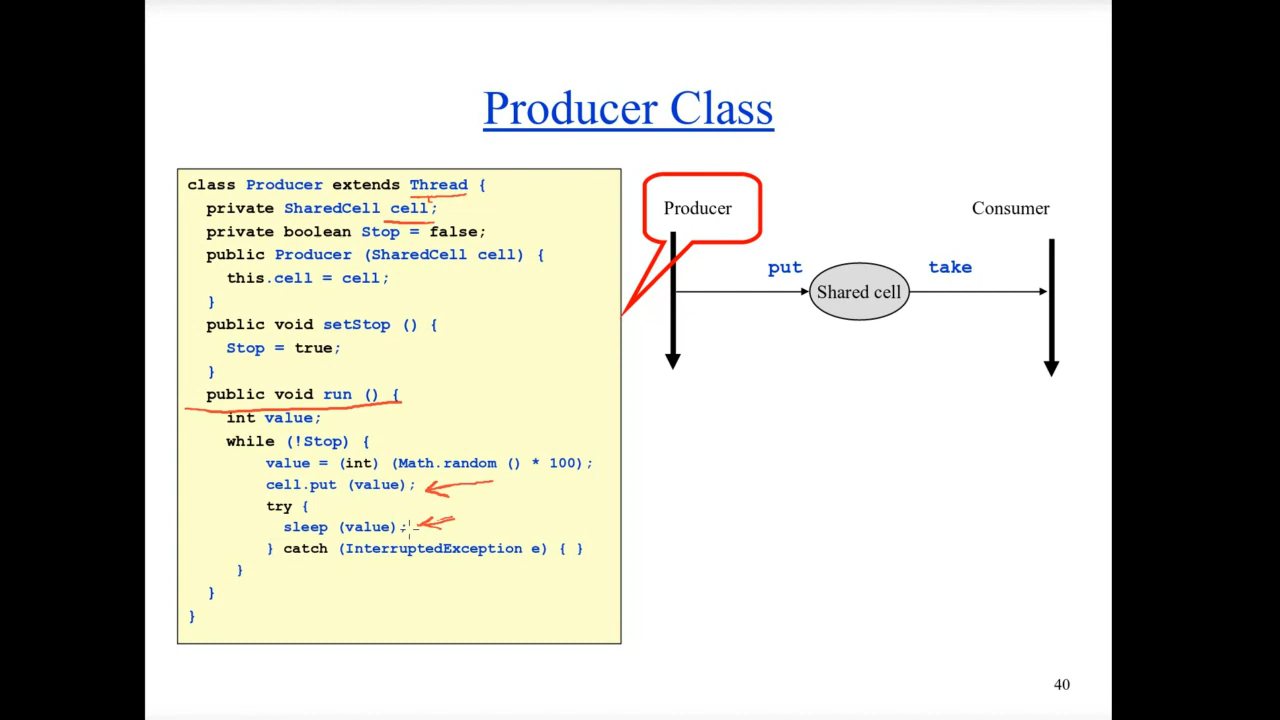 Producer Class
class Producer extends Thread {
private SharedCell cell;
private boolean Stop = false;
public Producer (SharedCell cell) {
this.cell = cell;
}
public void setStop () {
Stop = true;
}
public void run () {
int value;
while (!Stop) {
value = (int) (Math.random () * 100);
cell.put (value);
try {
sleep (value);
} catch (InterruptedException e) { }
}
}
}
Producer
Consumer
put
take
Shared cell
40